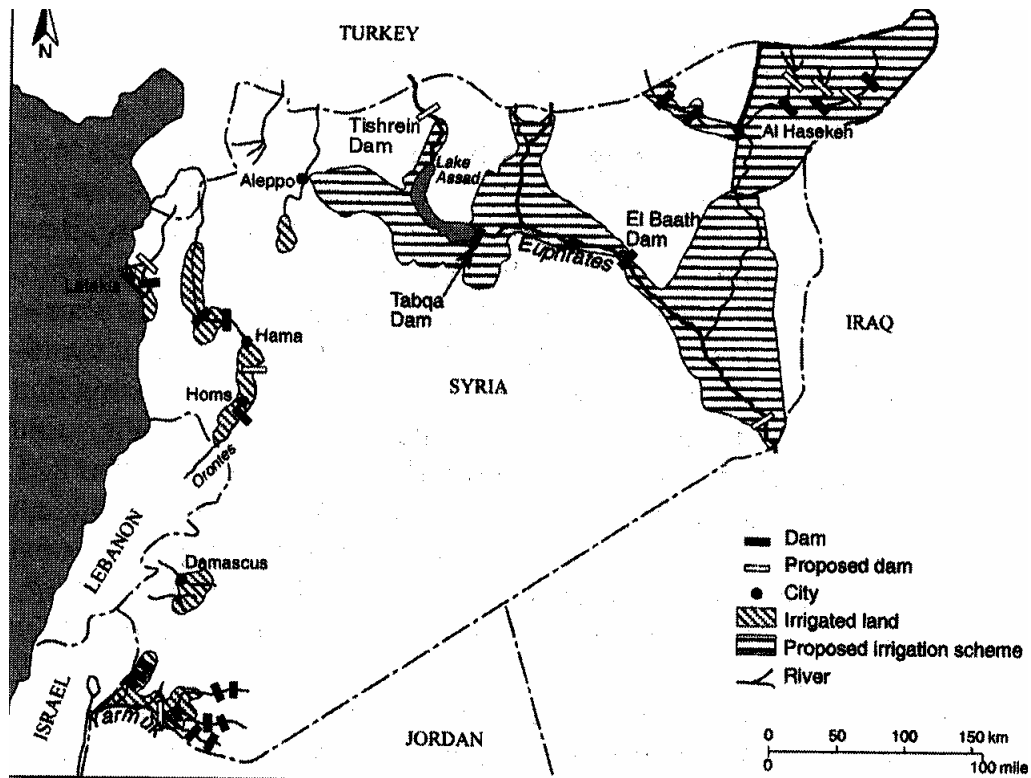 N
TURKEY
Tishrein
Dam
Lake
Assad
Al Hasekeh
Aleppo
El Baath
Dam
Euphrates
Latakia
Tabqa
Dam
IRAQ
Hama
SYRIA
Homs
Orontes
LEBANON
Damascus
ISRAEL
Yarmuk
JORDAN
Dam
Proposed dam
City
Irrigated land
Proposed irrigation scheme
River
0 50 100 150 km
0 100 mile